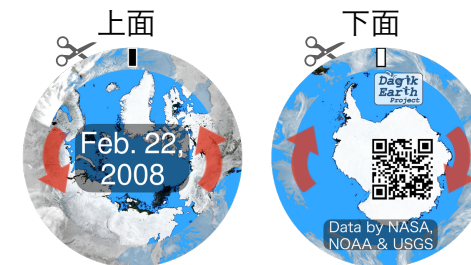 上面
下面
Feb. 22,
2008
Dagik
Earth
Project
Data by NASA,
NOAA & USGS